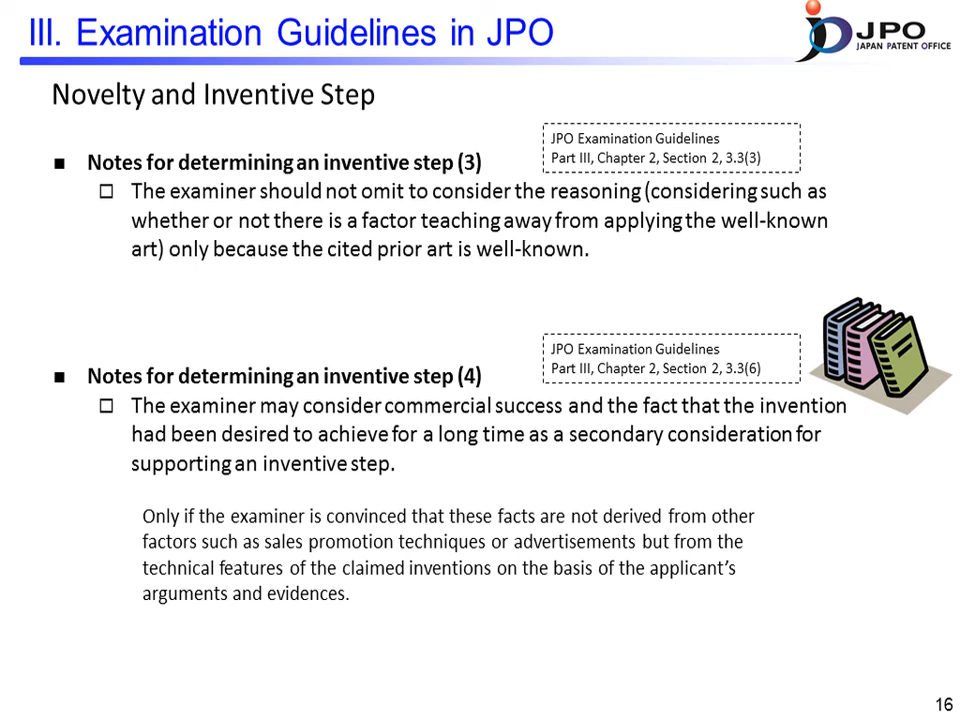 III. Examination Guidelines in JPO
JPO
JAPAN PATENT OFFICE
Novelty and Inventive Step
JPO Examination Guidelines
Part III, Chapter 2, Section 2, 3.3(3)
■ Notes for determining an inventive step (3)
□ The examiner should not omit to consider the reasoning (considering such as
whether or not there is a factor teaching away from applying the well-known
art) only because the cited prior art is well-known.
JPO Examination Guidelines
Part III, Chapter 2, Section 2, 3.3(6)
■ Notes for determining an inventive step (4)
□ The examiner may consider commercial success and the fact that the invention
had been desired to achieve for a long time as a secondary consideration for
supporting an inventive step.
Only if the examiner is convinced that these facts are not derived from other
factors such as sales promotion techniques or advertisements but from the
technical features of the claimed inventions on the basis of the applicant’s
arguments and evidences.
16